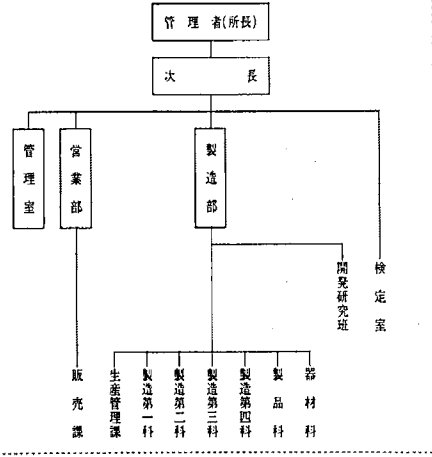 管理者(所長)
次長
管理室
営業部
製造部
開発研究班
検定室
販売課
生産管理課
製造第一科
製造第二科
製造第三科
製造第四科
製品科
器材科